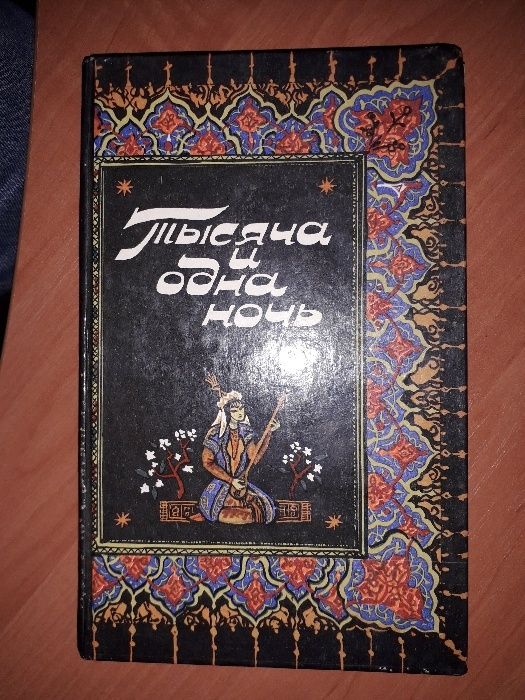 Тысяча
и
одна
ночь